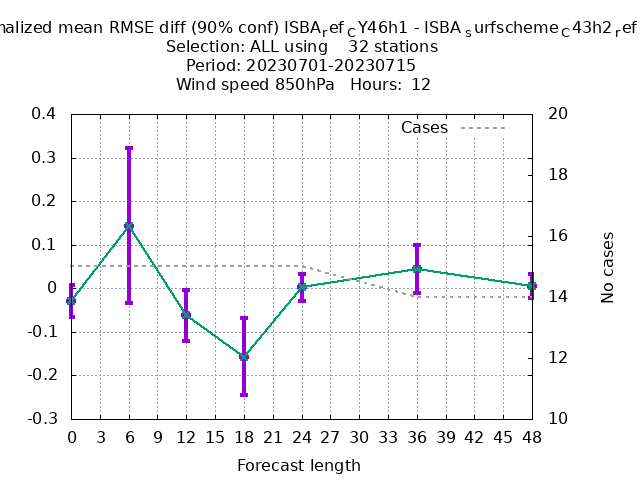 nalized mean RMSE diff (90% conf) ISBA_ref_CY46h1 - ISBA_surfscheme_C43h2_ref
Selection: ALL using 32 stations
Period: 20230701-20230715
Wind speed 850hPa Hours: 12
Cases
0.4
0.3
0.2
0.1
0
-0.1
-0.2
-0.3
20
18
16
14
12
10
No cases
0 3 6 9 12 15 18 21 24 27 30 33 36 39 42 45 48
Forecast length